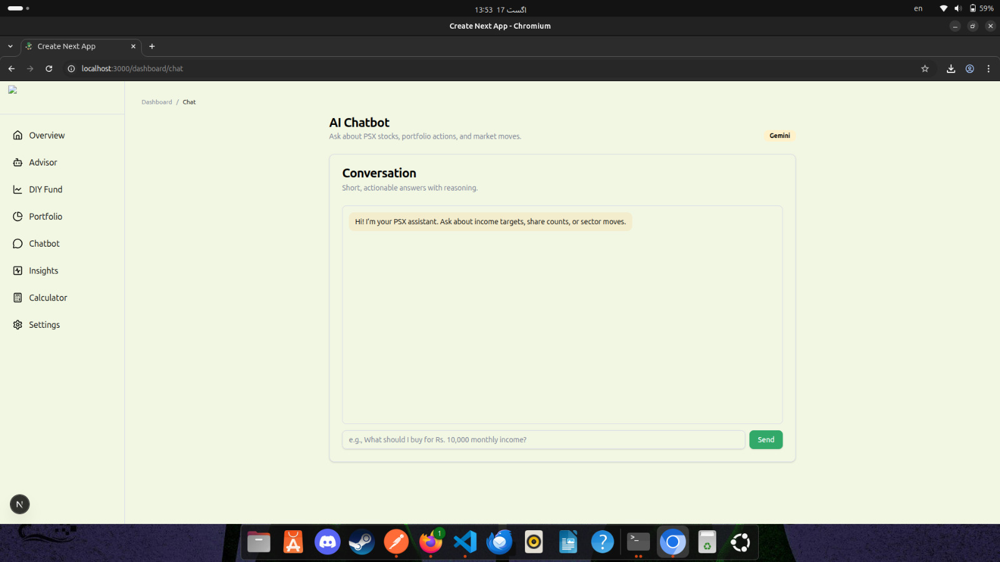 13:53 17 اگست
en
59%
Create Next App - Chromium
Create Next App
localhost:3000/dashboard/chat
Dashboard / Chat
AI Chatbot
Ask about PSX stocks, portfolio actions, and market moves.
Gemini
Overview
Advisor
DIY Fund
Portfolio
Chatbot
Insights
Calculator
Settings
Conversation
Short, actionable answers with reasoning.
Hi! I'm your PSX assistant. Ask about income targets, share counts, or sector moves.
e.g., What should I buy for Rs. 10,000 monthly income?
Send
N
1